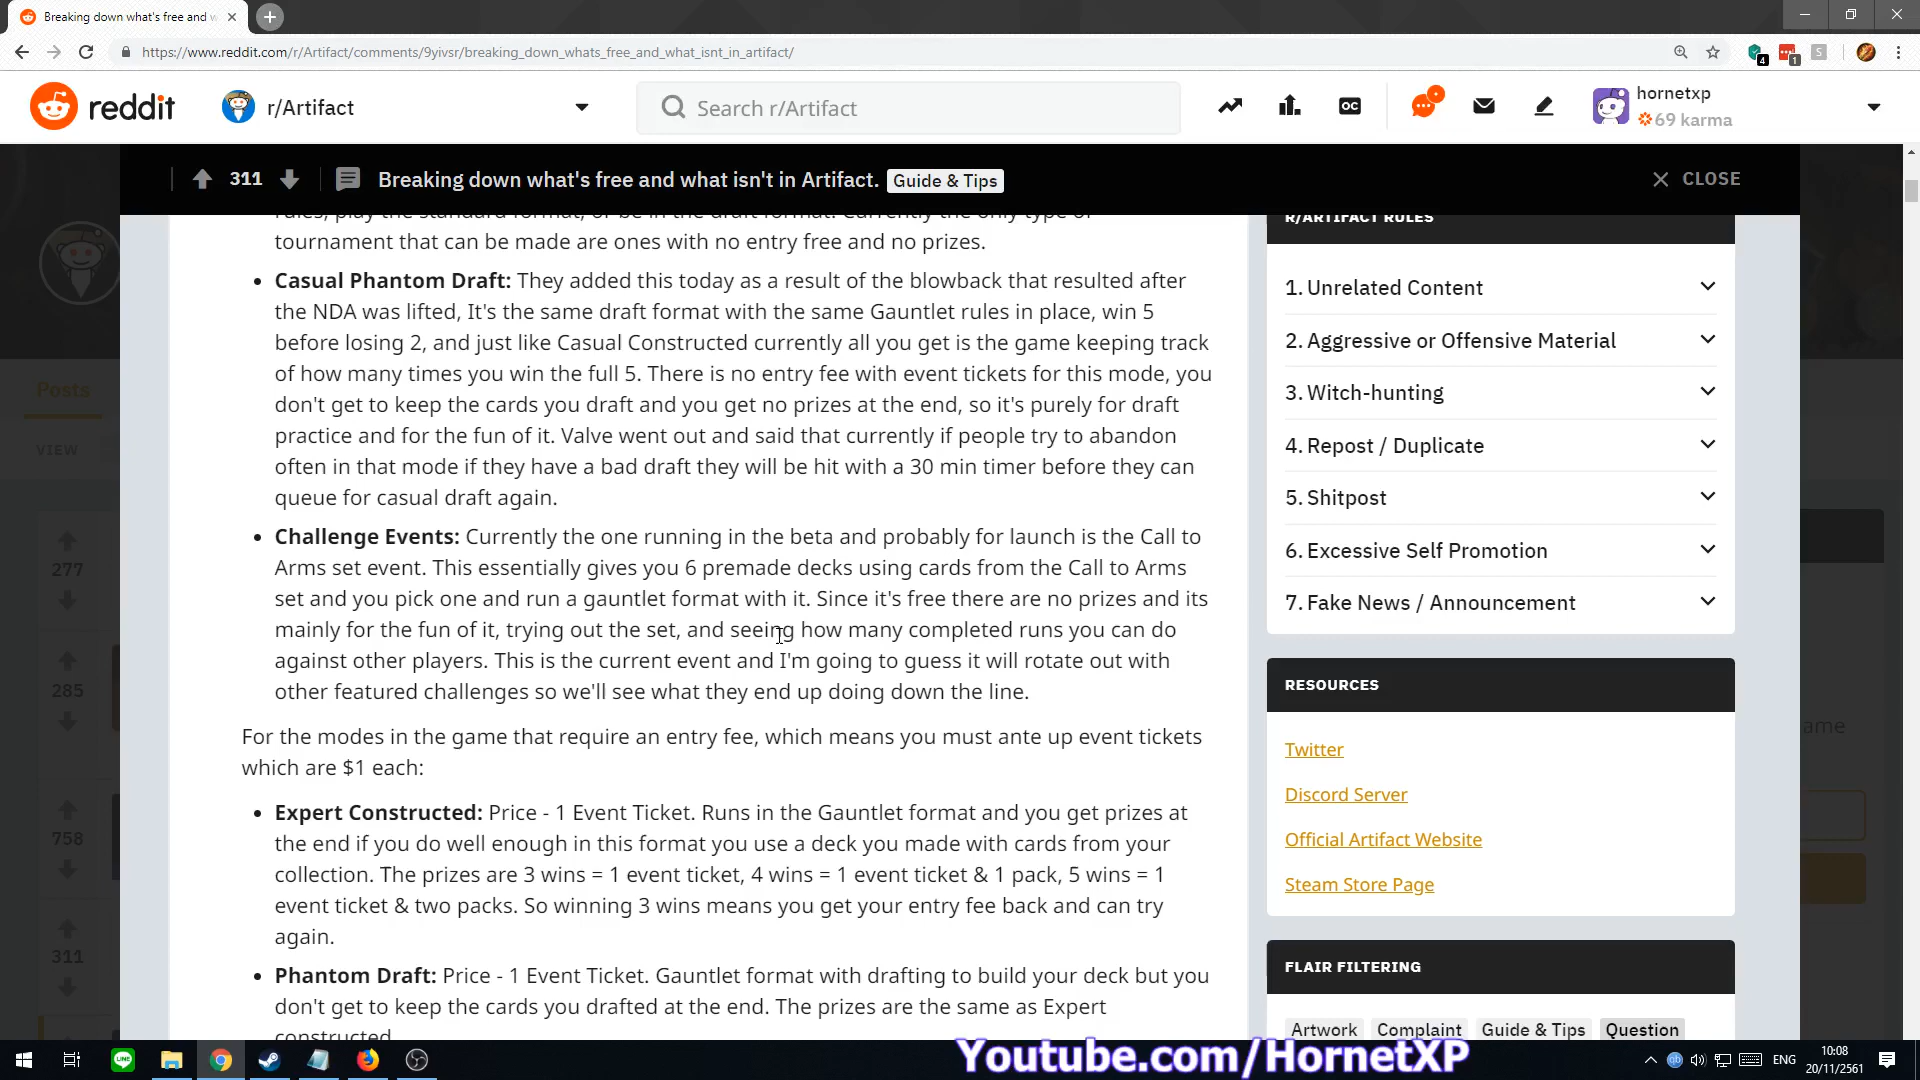 Breaking down what's free and w
https://www.reddit.com/r/Artifact/comments/9yivsr/breaking_down_whats_free_and_what_isnt_in_artifact/
4
1
S
reddit
r/Artifact
Search r/Artifact
OC
hornetxp
69 karma
311
Breaking down what's free and what isn't in Artifact.
Guide & Tips
CLOSE
rules, play the standard format, or be in the draft format. Currently the only type of
tournament that can be made are ones with no entry free and no prizes.
Casual Phantom Draft: They added this today as a result of the blowback that resulted after
the NDA was lifted, It's the same draft format with the same Gauntlet rules in place, win 5
before losing 2, and just like Casual Constructed currently all you get is the game keeping track
of how many times you win the full 5. There is no entry fee with event tickets for this mode, you
don't get to keep the cards you draft and you get no prizes at the end, so it's purely for draft
practice and for the fun of it. Valve went out and said that currently if people try to abandon
often in that mode if they have a bad draft they will be hit with a 30 min timer before they can
queue for casual draft again.
Challenge Events: Currently the one running in the beta and probably for launch is the Call to
Arms set event. This essentially gives you 6 premade decks using cards from the Call to Arms
set and you pick one and run a gauntlet format with it. Since it's free there are no prizes and its
mainly for the fun of it, trying out the set, and seeing how many completed runs you can do
against other players. This is the current event and I'm going to guess it will rotate out with
other featured challenges so we'll see what they end up doing down the line.
For the modes in the game that require an entry fee, which means you must ante up event tickets
which are $1 each:
Expert Constructed: Price - 1 Event Ticket. Runs in the Gauntlet format and you get prizes at
the end if you do well enough in this format you use a deck you made with cards from your
collection. The prizes are 3 wins = 1 event ticket, 4 wins = 1 event ticket & 1 pack, 5 wins = 1
event ticket & two packs. So winning 3 wins means you get your entry fee back and can try
again.
Phantom Draft: Price - 1 Event Ticket. Gauntlet format with drafting to build your deck but you
don't get to keep the cards you drafted at the end. The prizes are the same as Expert
constructed
R/ARTIFACT RULES
1. Unrelated Content
2. Aggressive or Offensive Material
3. Witch-hunting
4. Repost / Duplicate
5. Shitpost
6. Excessive Self Promotion
7. Fake News / Announcement
RESOURCES
Twitter
Discord Server
Official Artifact Website
Steam Store Page
FLAIR FILTERING
Artwork
Complaint
Guide & Tips
Question
Posts
VIEW
277
285
758
311
ame
Youtube.com/HornetXP
LINE
ENG
10:08
20/11/2561